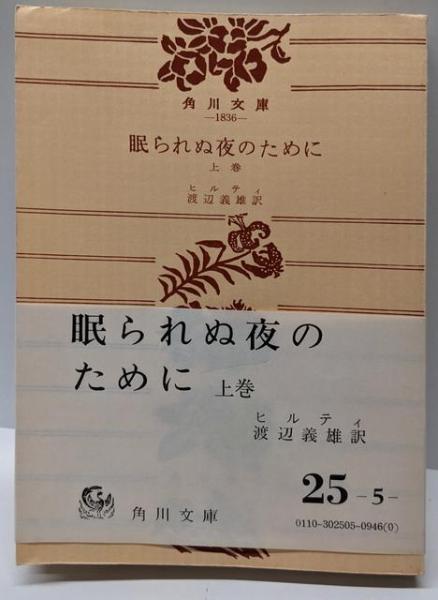 角川文庫
—1836—
眠られぬ夜のために
上巻
ヒルティ
渡辺義雄訳
眠られぬ夜の
ために 上巻
ヒルティ
渡辺義雄訳
25 -5-
0110-302505-0946(0)
角川文庫